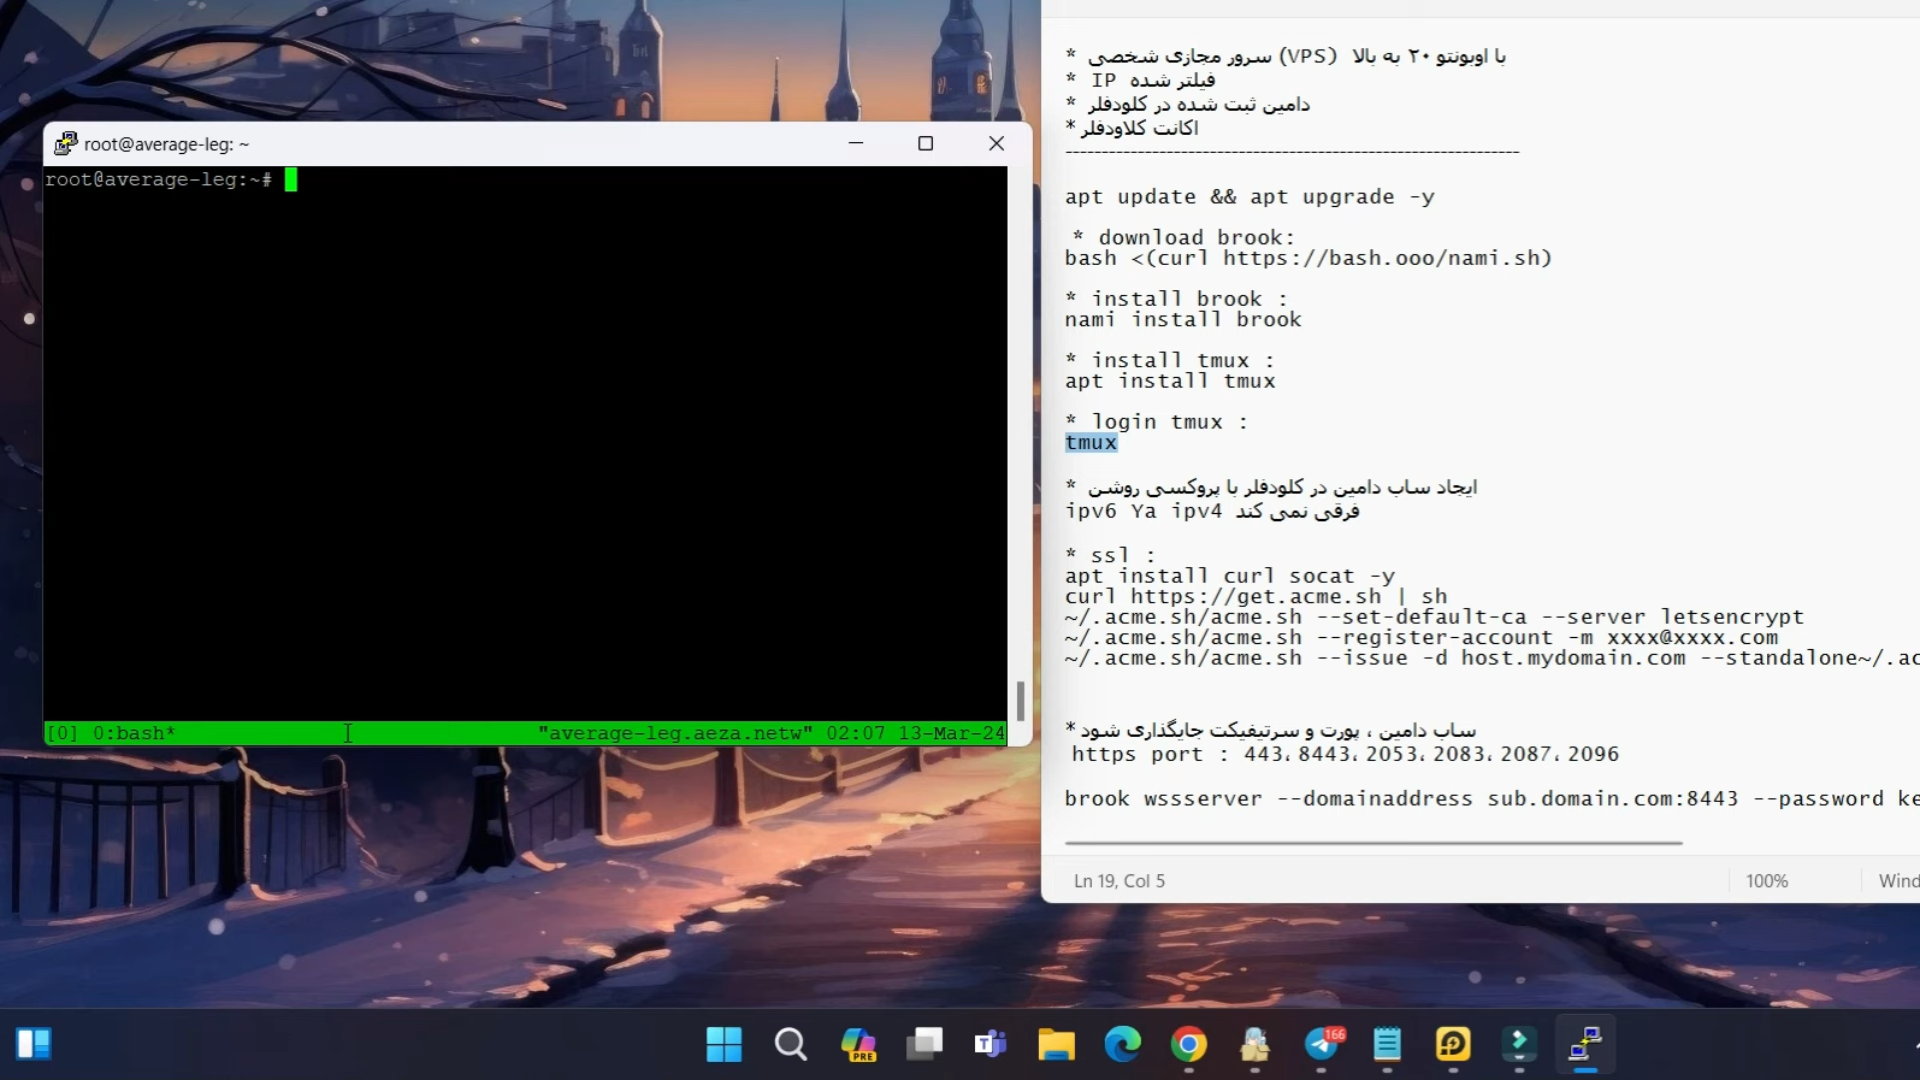 root@average-leg: ~
root@average-leg:~#
[0] 0:bash* "average-leg.aeza.netw" 02:07 13-Mar-24
* سرور مجازی شخصی (VPS) با اوبونتو ۲۰ به بالا
* IP فیلتر شده
* دامین ثبت شده در کلودفلر
* اکانت کلاودفلر
---------------------------------------------------------------
apt update && apt upgrade -y
* download brook:
bash <(curl https://bash.ooo/nami.sh)
* install brook :
nami install brook
* install tmux :
apt install tmux
* login tmux :
tmux
* ایجاد ساب دامین در کلودفلر با پروکسی روشن
ipv6 Ya ipv4 فرقی نمی کند
* ssl :
apt install curl socat -y
curl https://get.acme.sh | sh
~/.acme.sh/acme.sh --set-default-ca --server letsencrypt
~/.acme.sh/acme.sh --register-account -m xxxx@xxxx.com
~/.acme.sh/acme.sh --issue -d host.mydomain.com --standalone~/.ac
* ساب دامین ، پورت و سرتیفیکت جایگذاری شود
https port : 443، 8443، 2053، 2083، 2087، 2096
brook wssserver --domainaddress sub.domain.com:8443 --password ke
Ln 19, Col 5
100%
Wind
PRE
166